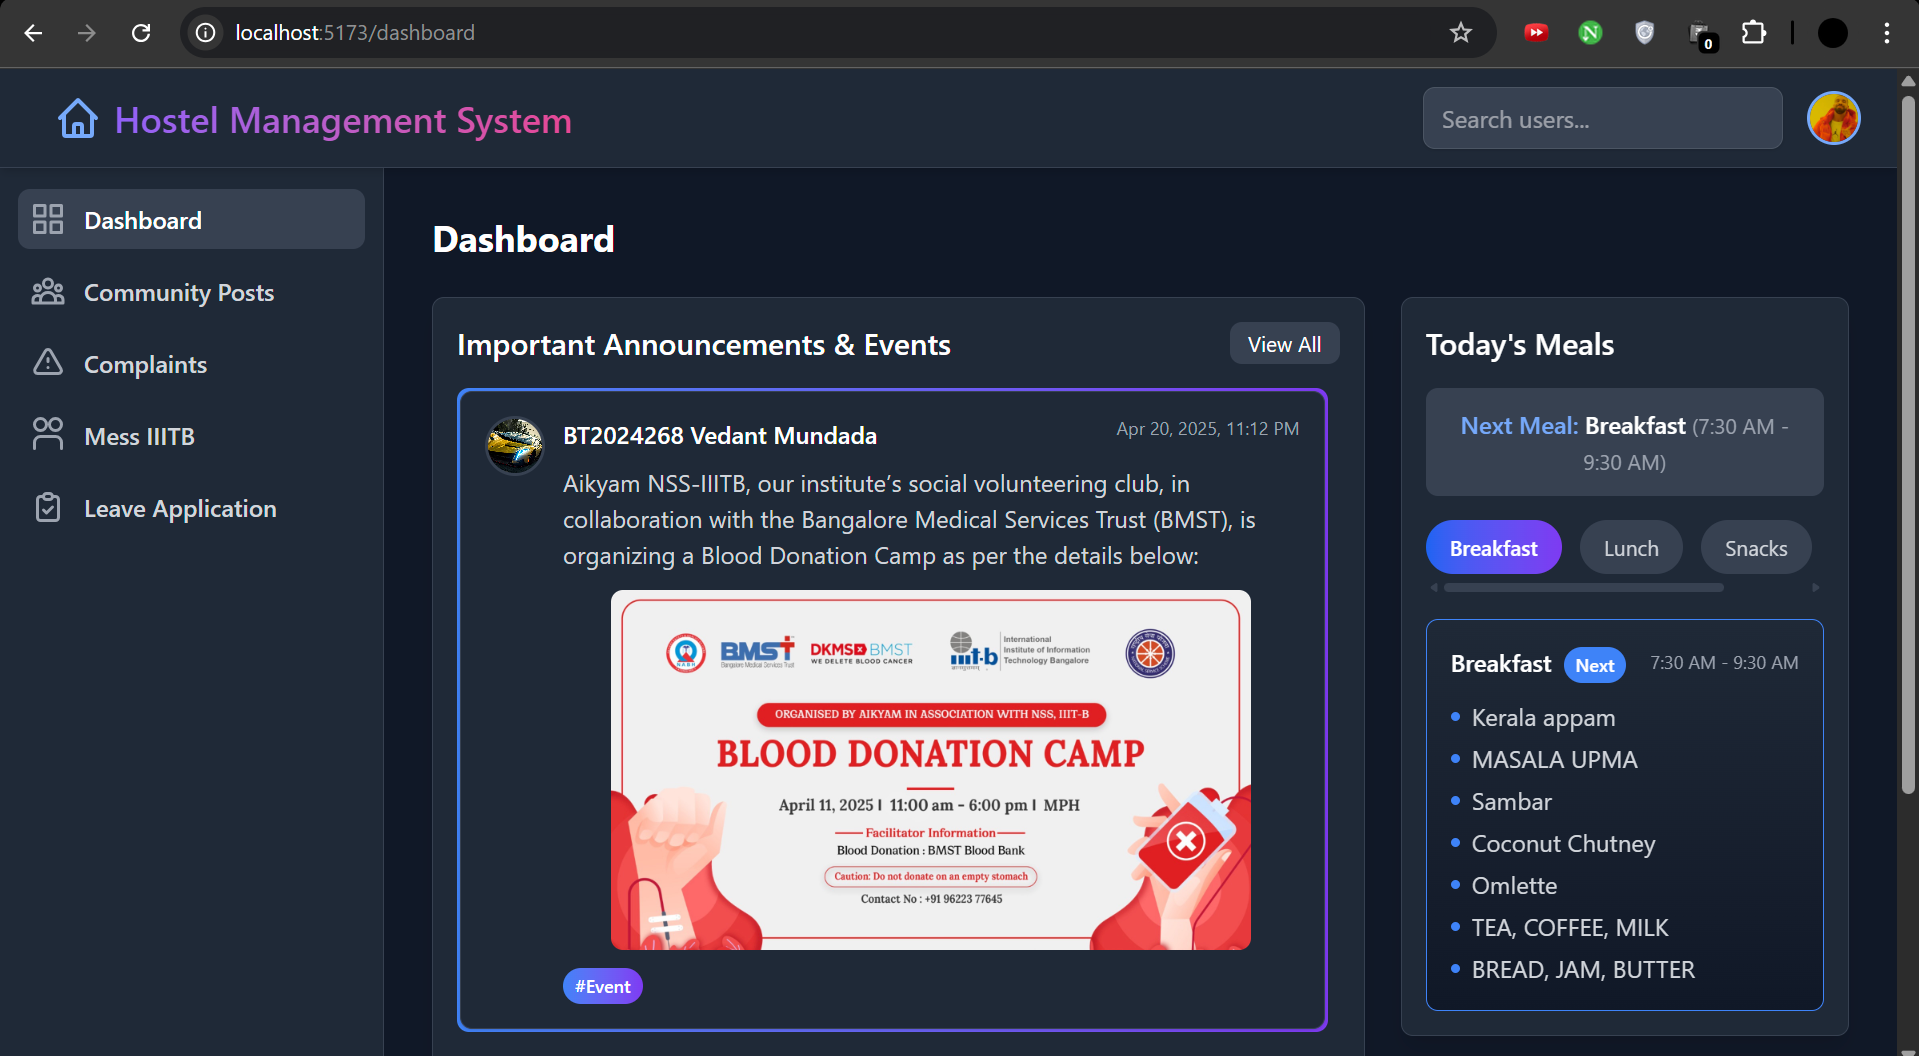 localhost:5173/dashboard
0
Hostel Management System
Search users...
Dashboard
Community Posts
Complaints
Mess IIITB
Leave Application
Dashboard
Important Announcements & Events
View All
BT2024268 Vedant Mundada
Apr 20, 2025, 11:12 PM
Aikyam NSS-IIITB, our institute’s social volunteering club, in
collaboration with the Bangalore Medical Services Trust (BMST), is
organizing a Blood Donation Camp as per the details below:
NABH
BMST
Bangalore Medical Services Trust
DKMS BMST
WE DELETE BLOOD CANCER
iiit-b
International
Institute of Information
Technology Bangalore
ORGANISED BY AIKYAM IN ASSOCIATION WITH NSS, IIIT-B
BLOOD DONATION CAMP
April 11, 2025 I 11:00 am - 6:00 pm I MPH
Facilitator Information
Blood Donation : BMST Blood Bank
Caution: Do not donate on an empty stomach
Contact No : +91 96223 77645
#Event
Today's Meals
Next Meal: Breakfast (7:30 AM -
9:30 AM)
Breakfast
Lunch
Snacks
Breakfast
Next
7:30 AM - 9:30 AM
Kerala appam
MASALA UPMA
Sambar
Coconut Chutney
Omlette
TEA, COFFEE, MILK
BREAD, JAM, BUTTER